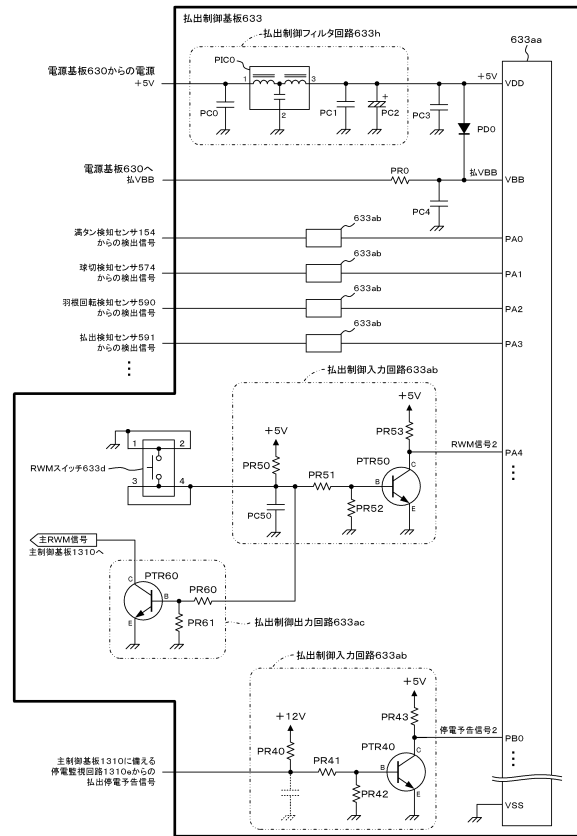 払出制御基板633
払出制御フィルタ回路633h
633aa
電源基板630からの電源
+5V
PIC0
1
3
2
PC0
PC1
+
PC2
PC3
+5V
VDD
PD0
電源基板630へ
払VBB
PR0
払VBB
VBB
PC4
満タン検知センサ154
からの検出信号
633ab
PA0
球切検知センサ574
からの検出信号
633ab
PA1
羽根回転検知センサ590
からの検出信号
633ab
PA2
払出検知センサ591
からの検出信号
633ab
PA3
払出制御入力回路633ab
+5V
PR53
+5V
RWM信号2
PA4
1
2
RWMスイッチ633d
3
4
PR50
PR51
PTR50
C
B
E
PC50
PR52
主RWM信号
主制御基板1310へ
C
PTR60
B
E
PR60
PR61
払出制御出力回路633ac
払出制御入力回路633ab
+5V
+12V
PR43
停電予告信号2
PB0
主制御基板1310に備える
停電監視回路1310eからの
払出停電予告信号
PR40
PR41
PTR40
C
B
E
PR42
VSS